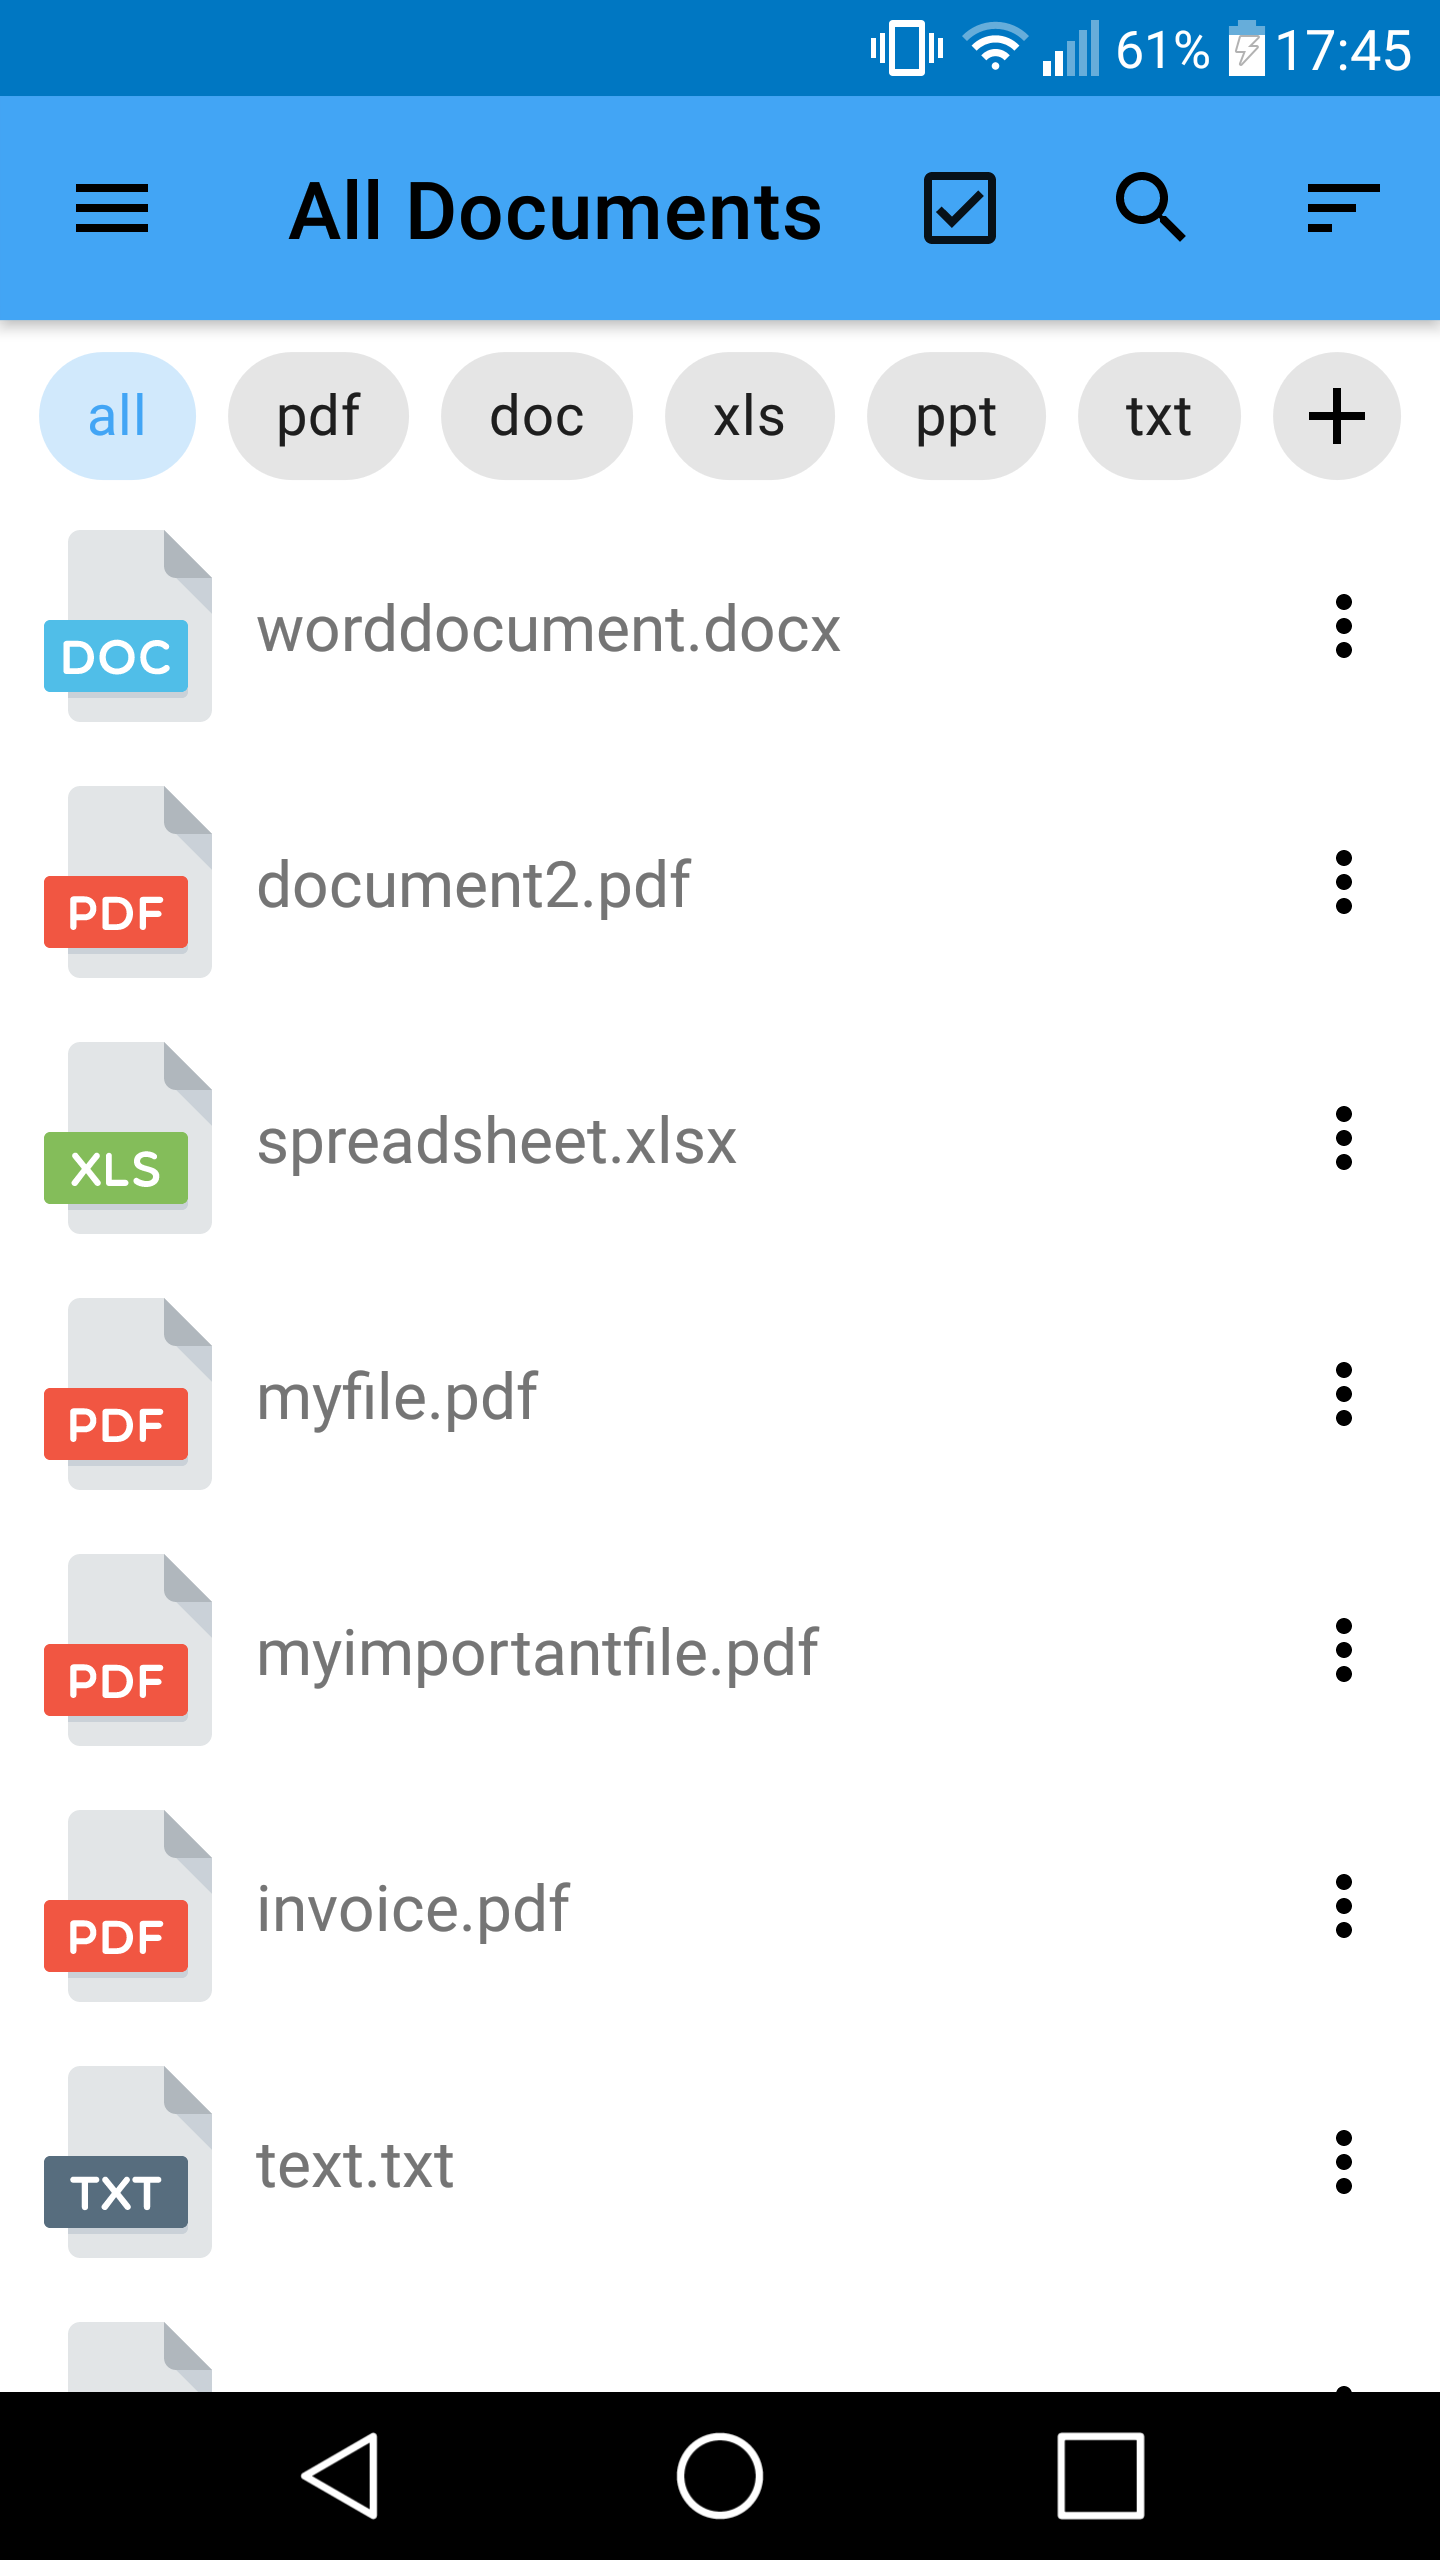 61% 17:45
All Documents
all pdf doc xls ppt txt
DOC worddocument.docx
PDF document2.pdf
XLS spreadsheet.xlsx
PDF myfile.pdf
PDF myimportantfile.pdf
PDF invoice.pdf
TXT text.txt